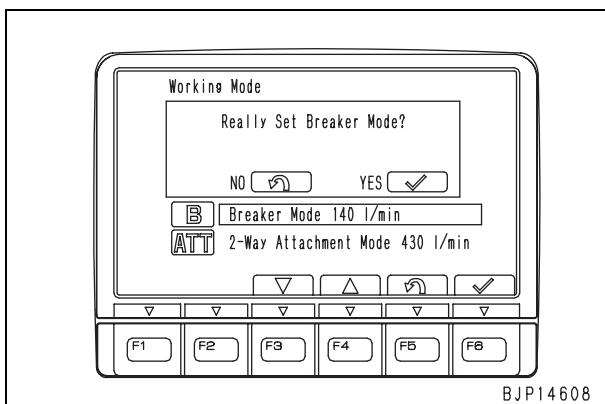 Working Mode
Really Set Breaker Mode?
NO YES
B Breaker Mode 140 l/min
ATT 2-Way Attachment Mode 430 l/min
F1 F2 F3 F4 F5 F6
BJP14608